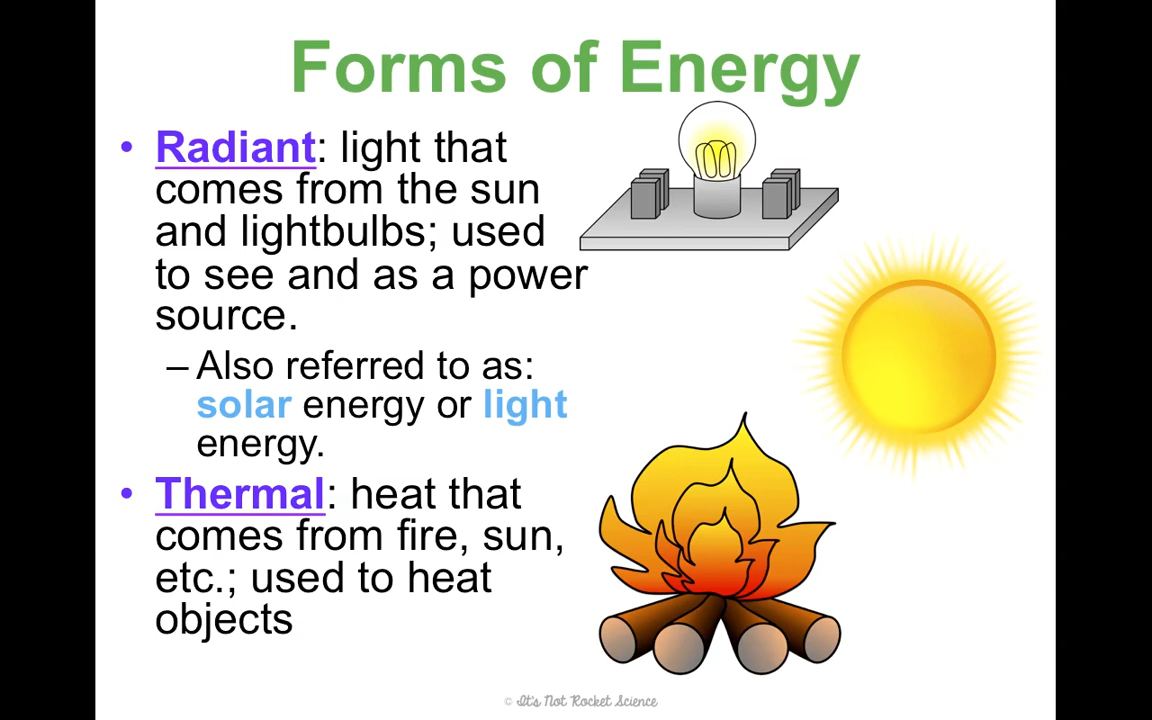 Forms of Energy
• Radiant: light that
comes from the sun
and lightbulbs; used
to see and as a power
source.
– Also referred to as:
solar energy or light
energy.
• Thermal: heat that
comes from fire, sun,
etc.; used to heat
objects
© It's Not Rocket Science